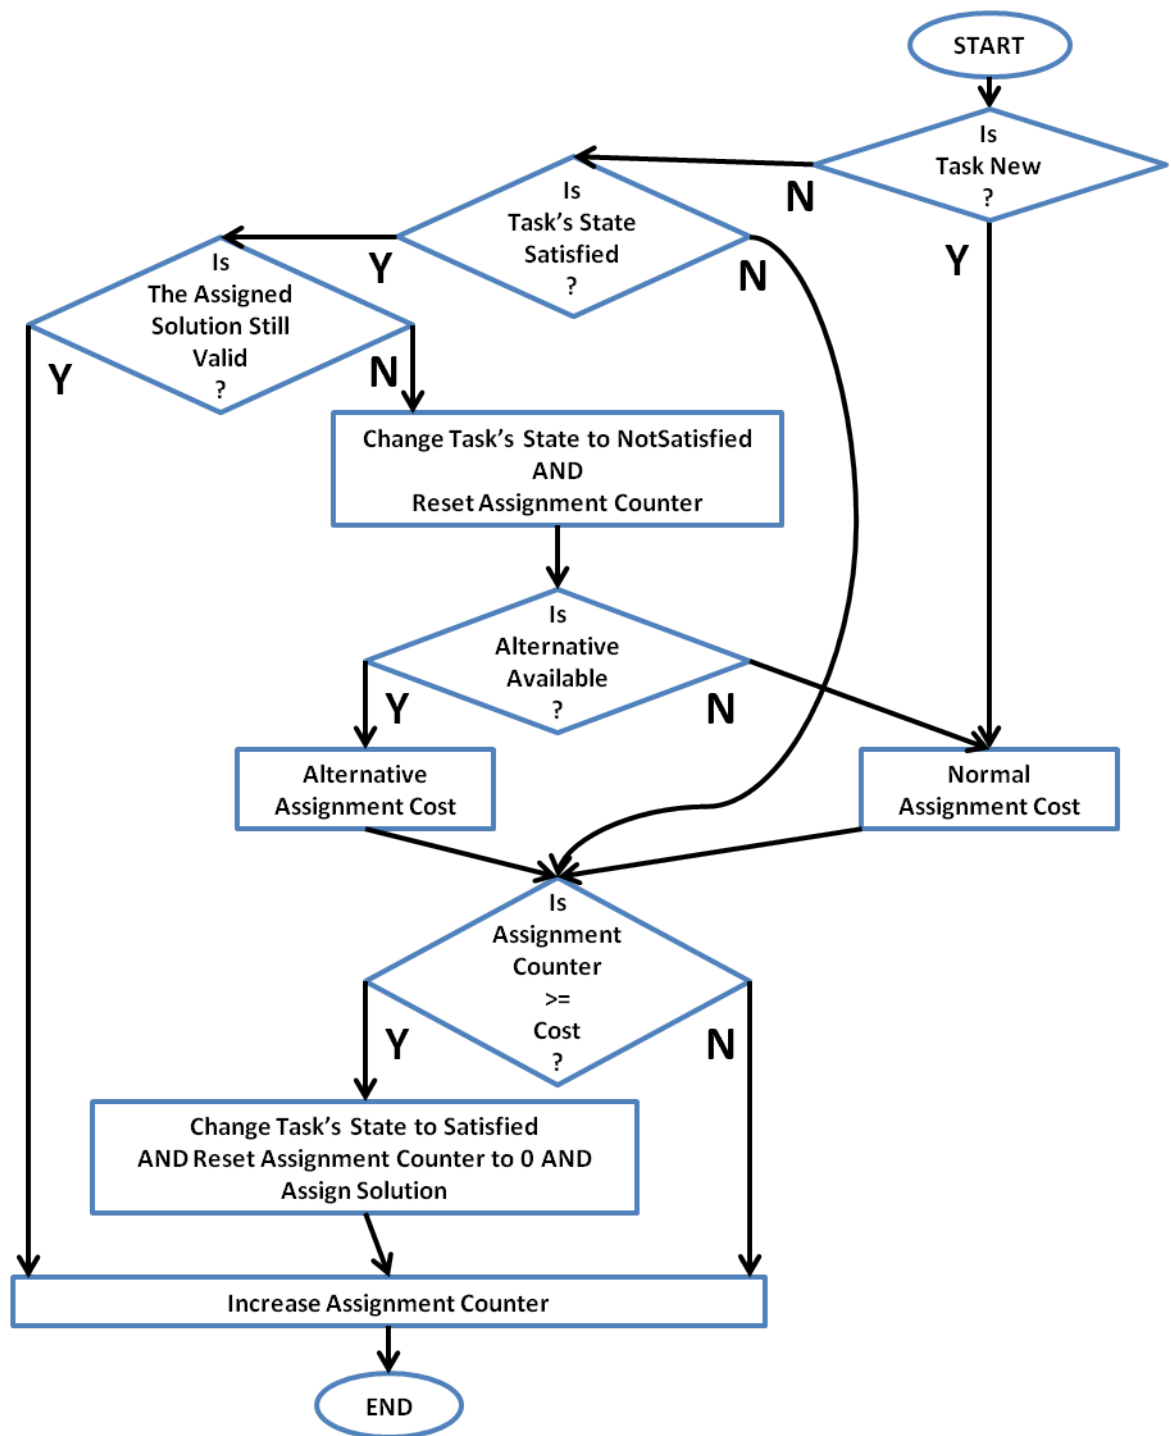 START
Is
Task New
?
N
Y
Is
Task's State
Satisfied
?
Y
N
Is
The Assigned
Solution Still
Valid
?
Y
N
Change Task's State to NotSatisfied
AND
Reset Assignment Counter
Is
Alternative
Available
?
Y
N
Alternative
Assignment Cost
Normal
Assignment Cost
Is
Assignment
Counter
>=
Cost
?
Y
N
Change Task's State to Satisfied
AND Reset Assignment Counter to 0 AND
Assign Solution
Increase Assignment Counter
END